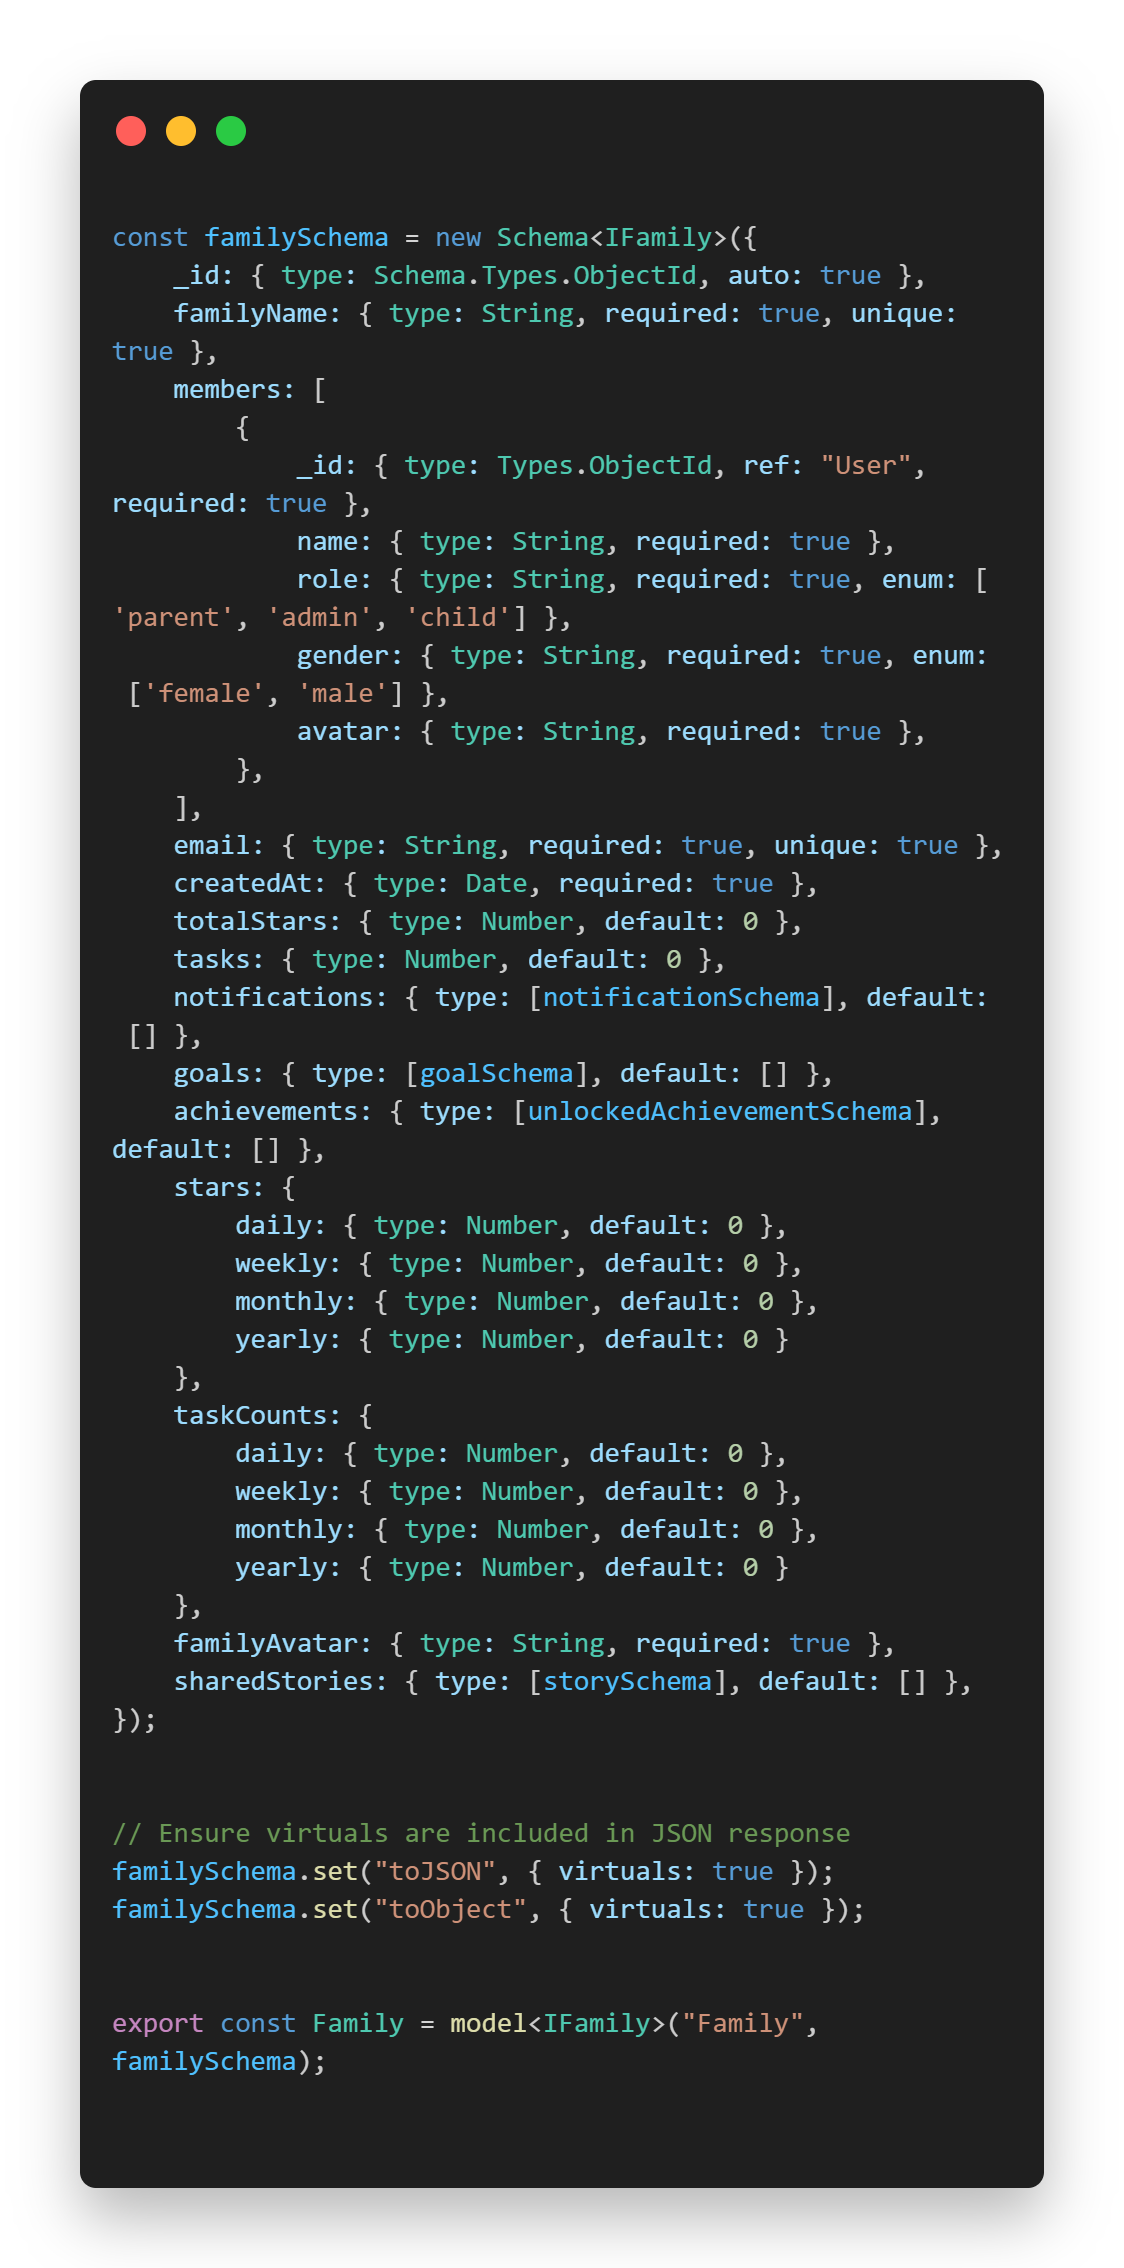 const familySchema = new Schema<IFamily>({
    _id: { type: Schema.Types.ObjectId, auto: true },
    familyName: { type: String, required: true, unique:
true },
    members: [
        {
            _id: { type: Types.ObjectId, ref: "User",
required: true },
            name: { type: String, required: true },
            role: { type: String, required: true, enum: [
'parent', 'admin', 'child'] },
            gender: { type: String, required: true, enum:
 ['female', 'male'] },
            avatar: { type: String, required: true },
        },
    ],
    email: { type: String, required: true, unique: true },
    createdAt: { type: Date, required: true },
    totalStars: { type: Number, default: 0 },
    tasks: { type: Number, default: 0 },
    notifications: { type: [notificationSchema], default:
 [] },
    goals: { type: [goalSchema], default: [] },
    achievements: { type: [unlockedAchievementSchema],
default: [] },
    stars: {
        daily: { type: Number, default: 0 },
        weekly: { type: Number, default: 0 },
        monthly: { type: Number, default: 0 },
        yearly: { type: Number, default: 0 }
    },
    taskCounts: {
        daily: { type: Number, default: 0 },
        weekly: { type: Number, default: 0 },
        monthly: { type: Number, default: 0 },
        yearly: { type: Number, default: 0 }
    },
    familyAvatar: { type: String, required: true },
    sharedStories: { type: [storySchema], default: [] },
});
// Ensure virtuals are included in JSON response
familySchema.set("toJSON", { virtuals: true });
familySchema.set("toObject", { virtuals: true });
export const Family = model<IFamily>("Family",
familySchema);